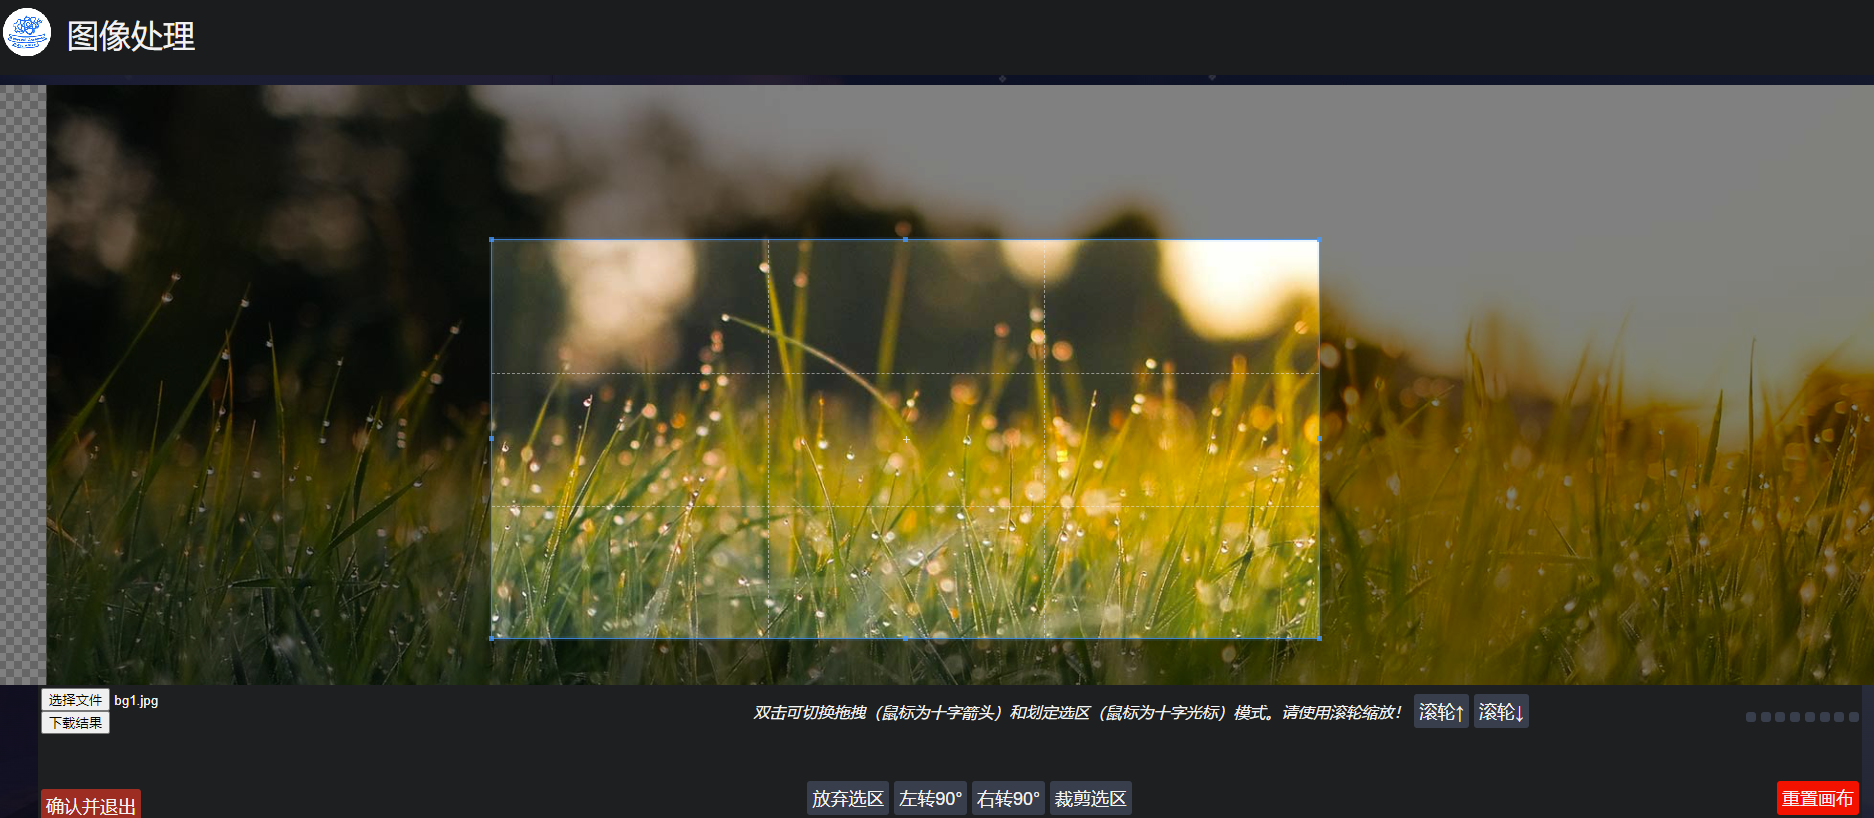 图像处理
选择文件 bg1.jpg
下载结果
双击可切换拖拽（鼠标为十字箭头）和划定选区（鼠标为十字光标）模式。请使用滚轮缩放！ 滚轮↑ 滚轮↓
确认并退出 放弃选区 左转90° 右转90° 裁剪选区 重置画布